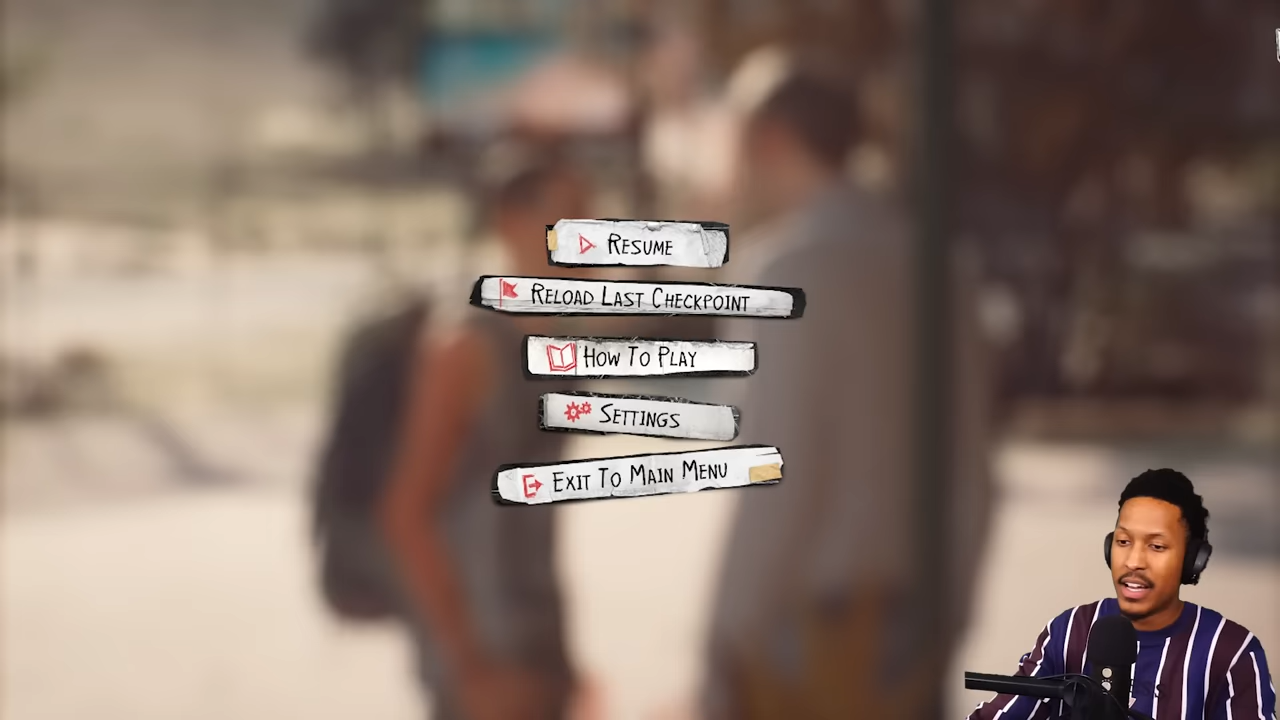 Resume
Reload Last Checkpoint
How To Play
Settings
Exit To Main Menu